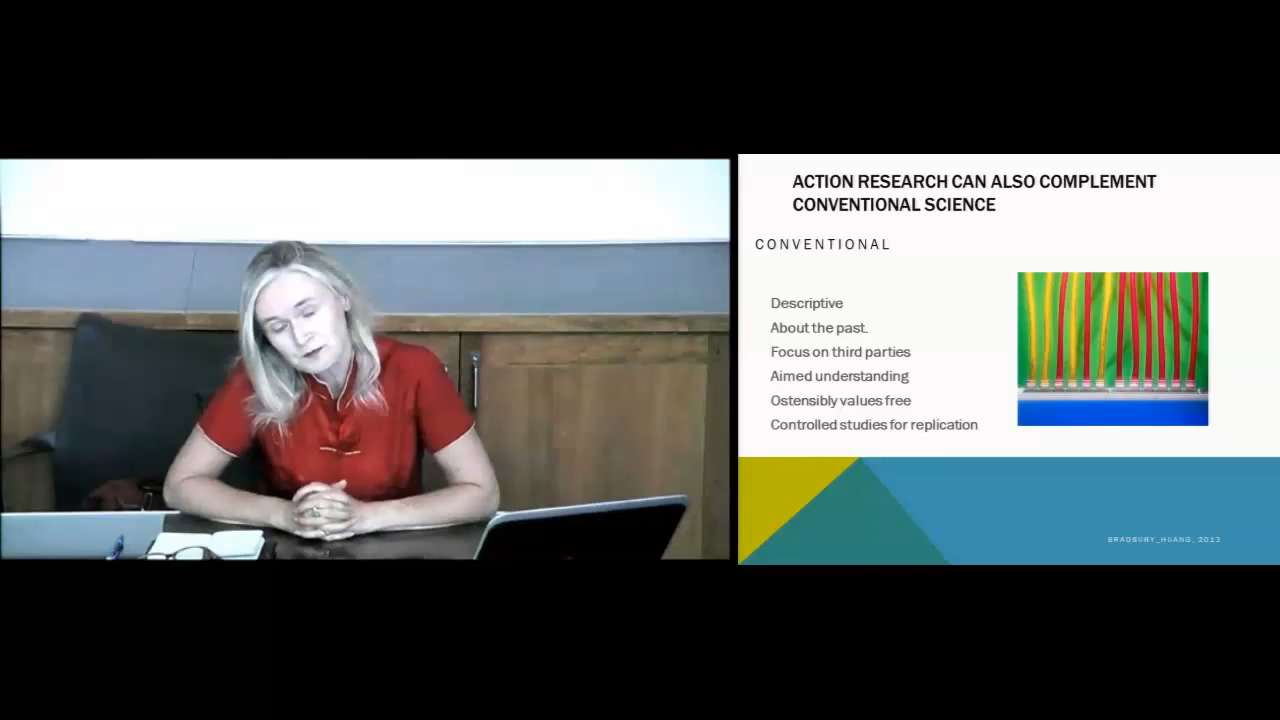 ACTION RESEARCH CAN ALSO COMPLEMENT
CONVENTIONAL SCIENCE
CONVENTIONAL
Descriptive
About the past.
Focus on third parties
Aimed understanding
Ostensibly values free
Controlled studies for replication
BRADBURY_HUANG, 2013